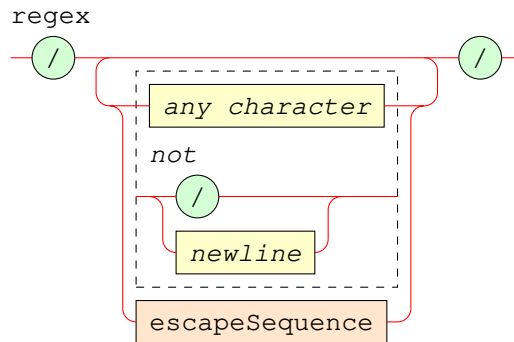 regex
/ /
any character
not
/
newline
escapeSequence